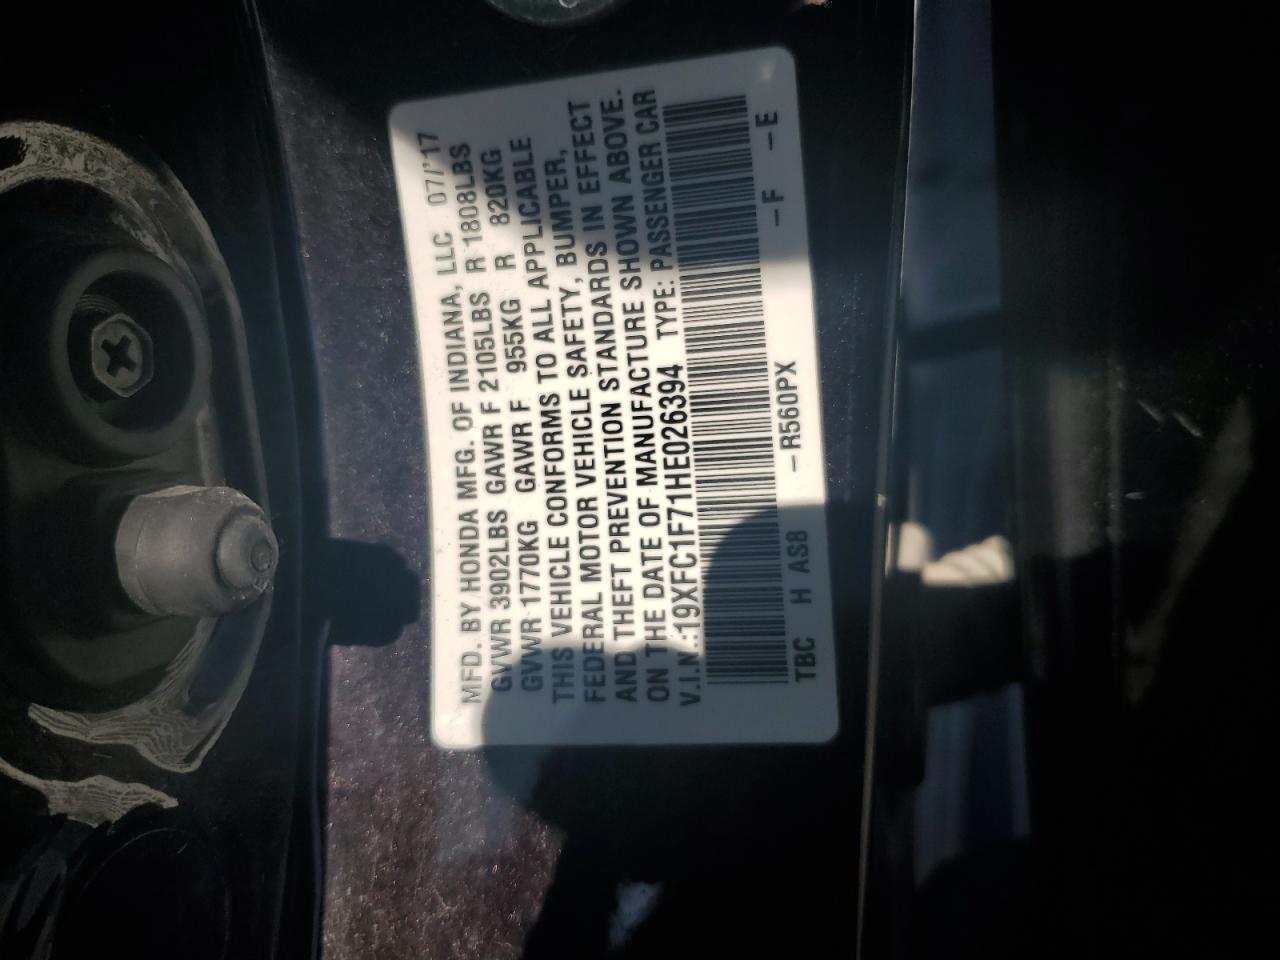 MFD. BY HONDA MFG. OF INDIANA, LLC 07/'17
GVWR 3902LBS GAWR F 2105LBS R 1808LBS
GVWR 1770KG GAWR F 955KG R 820KG
THIS VEHICLE CONFORMS TO ALL APPLICABLE
FEDERAL MOTOR VEHICLE SAFETY, BUMPER,
AND THEFT PREVENTION STANDARDS IN EFFECT
ON THE DATE OF MANUFACTURE SHOWN ABOVE.
V.I.N.: 19XFC1F71HE026394 TYPE: PASSENGER CAR
TBC H AS8 – R560PX – F – E